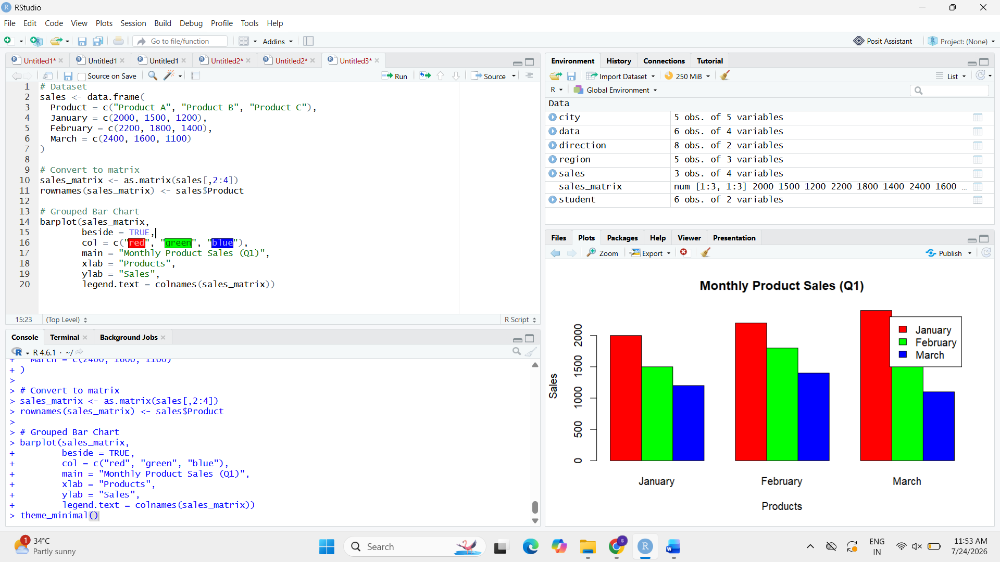 RStudio
File Edit Code View Plots Session Build Debug Profile Tools Help
Go to file/function Addins Posit Assistant Project: (None)
Untitled1* Untitled1 Untitled1 Untitled2* Untitled2* Untitled3*
Source on Save Run Source
1 # Dataset
2 sales <- data.frame(
3 Product = c("Product A", "Product B", "Product C"),
4 January = c(2000, 1500, 1200),
5 February = c(2200, 1800, 1400),
6 March = c(2400, 1600, 1100)
7 )
8
9 # Convert to matrix
10 sales_matrix <- as.matrix(sales[,2:4])
11 rownames(sales_matrix) <- sales$Product
12
13 # Grouped Bar Chart
14 barplot(sales_matrix,
15 beside = TRUE,
16 col = c("red", "green", "blue"),
17 main = "Monthly Product Sales (Q1)",
18 xlab = "Products",
19 ylab = "Sales",
20 legend.text = colnames(sales_matrix))
15:23 (Top Level) R Script
Console Terminal Background Jobs
R 4.6.1 · ~/
+ March = c(2400, 1600, 1100)
+ )
>
> # Convert to matrix
> sales_matrix <- as.matrix(sales[,2:4])
> rownames(sales_matrix) <- sales$Product
>
> # Grouped Bar Chart
> barplot(sales_matrix,
+ beside = TRUE,
+ col = c("red", "green", "blue"),
+ main = "Monthly Product Sales (Q1)",
+ xlab = "Products",
+ ylab = "Sales",
+ legend.text = colnames(sales_matrix))
> theme_minimal()
Environment History Connections Tutorial
Import Dataset 250 MiB List
R Global Environment
Data
city 5 obs. of 5 variables
data 6 obs. of 4 variables
direction 8 obs. of 2 variables
region 5 obs. of 3 variables
sales 3 obs. of 4 variables
sales_matrix num [1:3, 1:3] 2000 1500 1200 2200 1800 1400 2400 1600 ...
student 6 obs. of 2 variables
Files Plots Packages Help Viewer Presentation
Zoom Export Publish
Monthly Product Sales (Q1)
2000
1500
1000
500
0
Sales
January
February
March
January February March
Products
1 34°C
Partly sunny
Search
ENG
IN
11:53 AM
7/24/2026